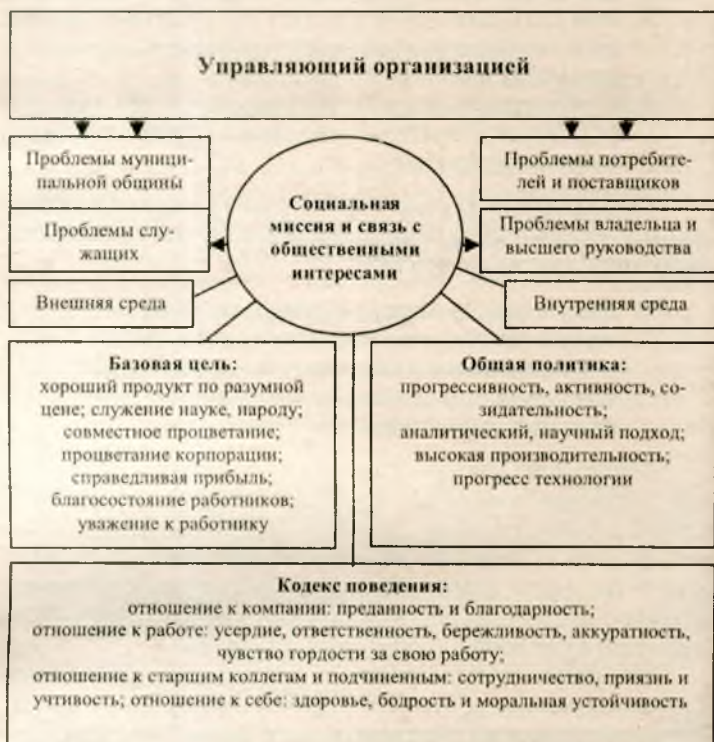 Управляющий организацией
Проблемы муници-
пальной общины
Проблемы слу-
жащих
Внешняя среда
Социальная
миссия и связь с
общественными
интересами
Проблемы потребите-
лей и поставщиков
Проблемы владельца и
высшего руководства
Внутренняя среда
Базовая цель:
хороший продукт по разумной
цене; служение науке, народу;
совместное процветание;
процветание корпорации;
справедливая прибыль;
благосостояние работников;
уважение к работнику
Общая политика:
прогрессивность, активность, со-
зидательность;
аналитический, научный подход;
высокая производительность;
прогресс технологии
Кодекс поведения:
отношение к компании: преданность и благодарность;
отношение к работе: усердие, ответственность, бережливость, аккуратность,
чувство гордости за свою работу;
отношение к старшим коллегам и подчиненным: сотрудничество, приязнь и
учтивость; отношение к себе: здоровье, бодрость и моральная устойчивость